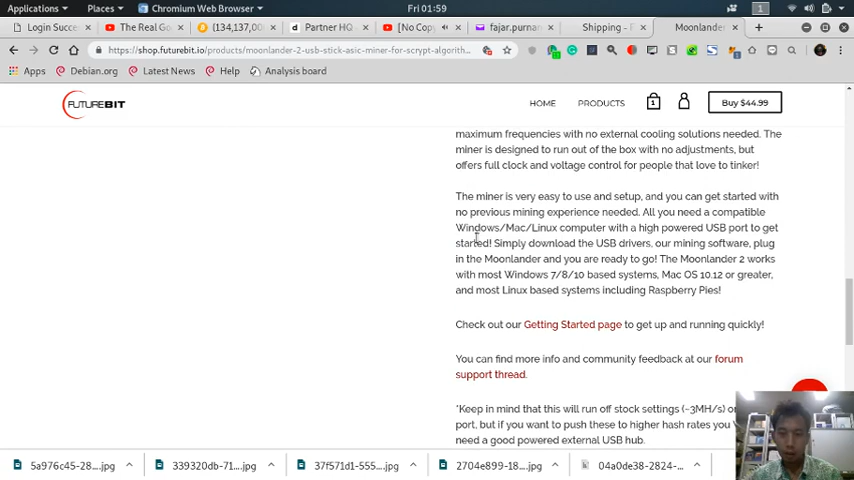 Applications Places Chromium Web Browser Fri 01:59 1
Login Succe The Real Go (134,137,00 Partner HQ [No Copy fajar.purnan Shipping - F Moonlander
https://shop.futurebit.io/products/moonlander-2-usb-stick-asic-miner-for-scrypt-algorith...
Apps Debian.org Latest News Help Analysis board
FUTUREBIT HOME PRODUCTS 1 Buy $44.99
maximum frequencies with no external cooling solutions needed. The
miner is designed to run out of the box with no adjustments, but
offers full clock and voltage control for people that love to tinker!
The miner is very easy to use and setup, and you can get started with
no previous mining experience needed. All you need a compatible
Windows/Mac/Linux computer with a high powered USB port to get
started! Simply download the USB drivers, our mining software, plug
in the Moonlander and you are ready to go! The Moonlander 2 works
with most Windows 7/8/10 based systems, Mac OS 10.12 or greater,
and most Linux based systems including Raspberry Pies!
Check out our Getting Started page to get up and running quickly!
You can find more info and community feedback at our forum
support thread.
*Keep in mind that this will run off stock settings (~3MH/s) on
port, but if you want to push these to higher hash rates you
need a good powered external USB hub.
5a976c45-28....jpg 339320db-71....jpg 37f571d1-555....jpg 2704e899-18....jpg 04a0de38-2824-...